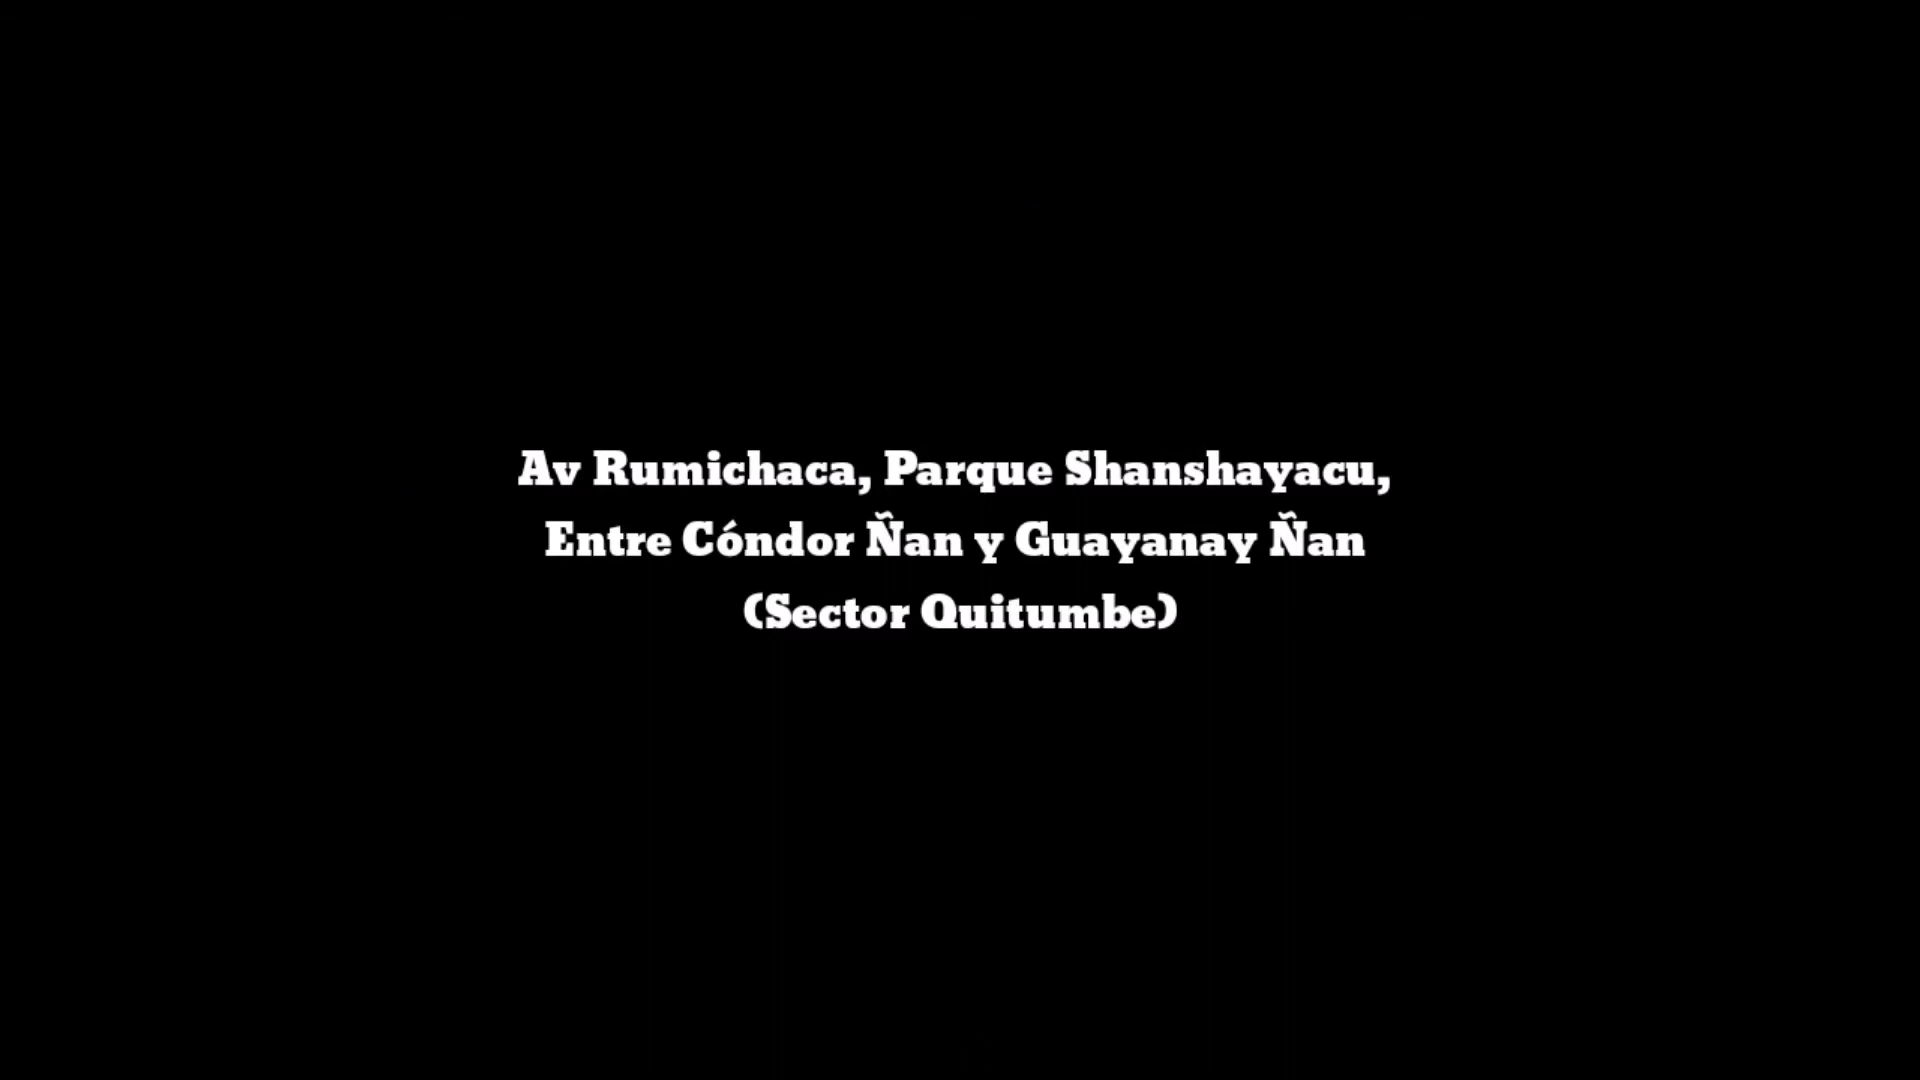 Av Rumichaca, Parque Shanshayacu,
Entre Cóndor Ñan y Guayanay Ñan
(Sector Quitumbe)